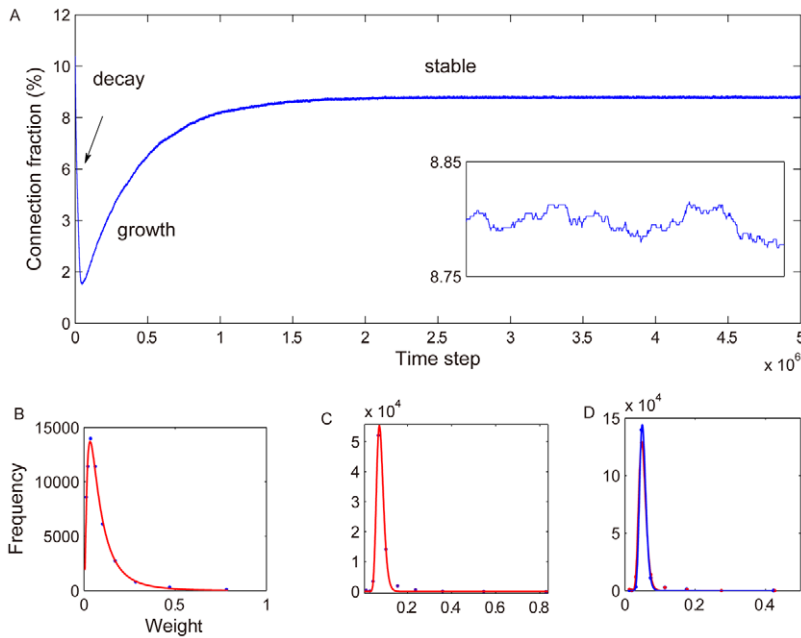 A
12
10
8
6
3
2
0
Connection fraction (%)
decay
growth
stable
8.85
8.75
0 0.5 1 1.5 2 2.5 3 3.5 4 4.5 5
Time step
x 10^6
B
15000
10000
5000
0
Frequency
0 0.5 1
Weight
C
x 10^4
5
4
3
2
1
0
0.2 0.4 0.6 0.8
D
x 10^4
15
10
5
0
0 0.2 0.4